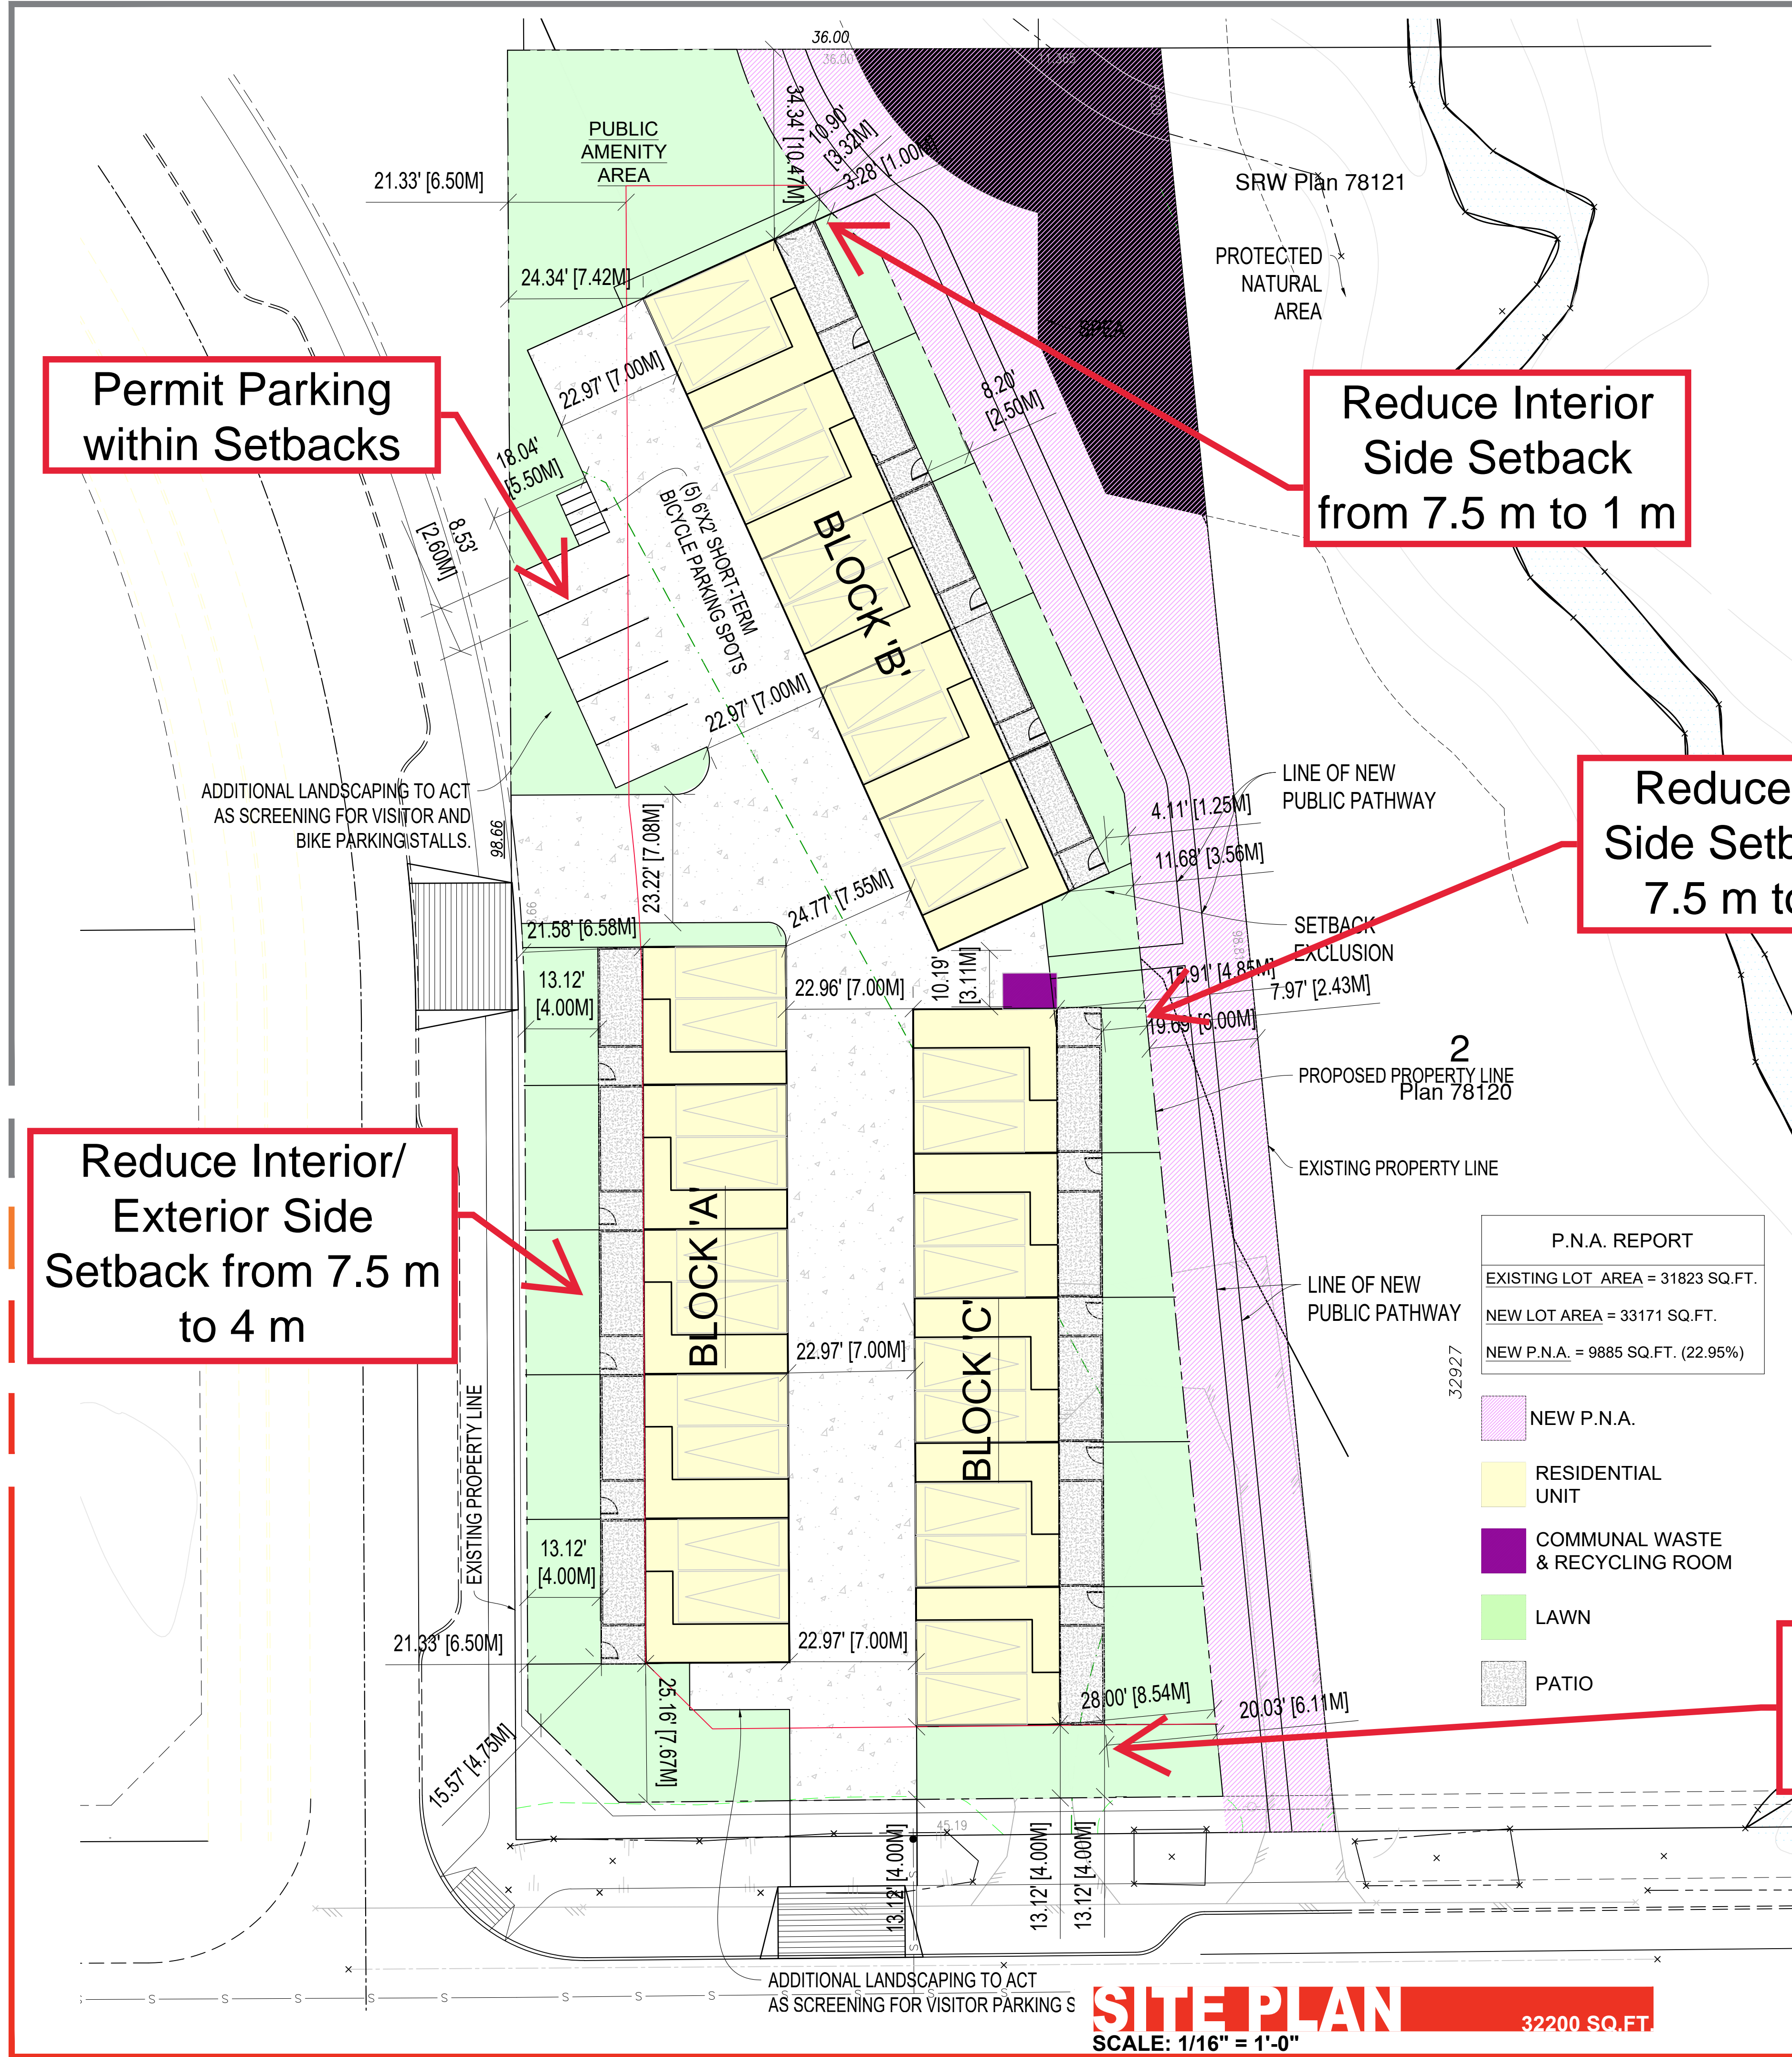 36.00
36.00
11.365
34.34' [10.47M]
10.90'
[3.32M]
3.28' [1.00M]
PUBLIC
AMENITY
AREA
21.33' [6.50M]
SRW Plan 78121
24.34' [7.42M]
PROTECTED
NATURAL
AREA
SPEA
Permit Parking
within Setbacks
22.97' [7.00M]
8.20'
[2.50M]
Reduce Interior
Side Setback
from 7.5 m to 1 m
18.04'
[5.50M]
8.53'
[2.60M]
(5) 6'X2' SHORT-TERM
BICYCLE PARKING SPOTS
BLOCK 'B'
22.97' [7.00M]
ADDITIONAL LANDSCAPING TO ACT
AS SCREENING FOR VISITOR AND
BIKE PARKING STALLS.
98.66
23.22' [7.08M]
LINE OF NEW
PUBLIC PATHWAY
4.11' [1.25M]
11.68' [3.56M]
Reduce
Side Setb
7.5 m to
24.77' [7.55M]
21.58' [6.58M]
SETBACK
EXCLUSION
13.12'
[4.00M]
22.96' [7.00M]
10.19'
[3.11M]
15.91' [4.85M]
7.97' [2.43M]
19.69' [6.00M]
2
PROPOSED PROPERTY LINE
Plan 78120
EXISTING PROPERTY LINE
Reduce Interior/
Exterior Side
Setback from 7.5 m
to 4 m
BLOCK 'A'
BLOCK 'C'
LINE OF NEW
PUBLIC PATHWAY
22.97' [7.00M]
P.N.A. REPORT
EXISTING LOT AREA = 31823 SQ.FT.
NEW LOT AREA = 33171 SQ.FT.
NEW P.N.A. = 9885 SQ.FT. (22.95%)
32927
NEW P.N.A.
RESIDENTIAL
UNIT
COMMUNAL WASTE
& RECYCLING ROOM
LAWN
PATIO
EXISTING PROPERTY LINE
13.12'
[4.00M]
21.33' [6.50M]
22.97' [7.00M]
25.16' [7.67M]
28.00' [8.54M]
20.03' [6.11M]
15.57' [4.75M]
45.19
13.12' [4.00M]
13.12' [4.00M]
13.12' [4.00M]
S
S
S S S S S S S S S S S
ADDITIONAL LANDSCAPING TO ACT
AS SCREENING FOR VISITOR PARKING S
SITE PLAN
32200 SQ.FT.
SCALE: 1/16" = 1'-0"